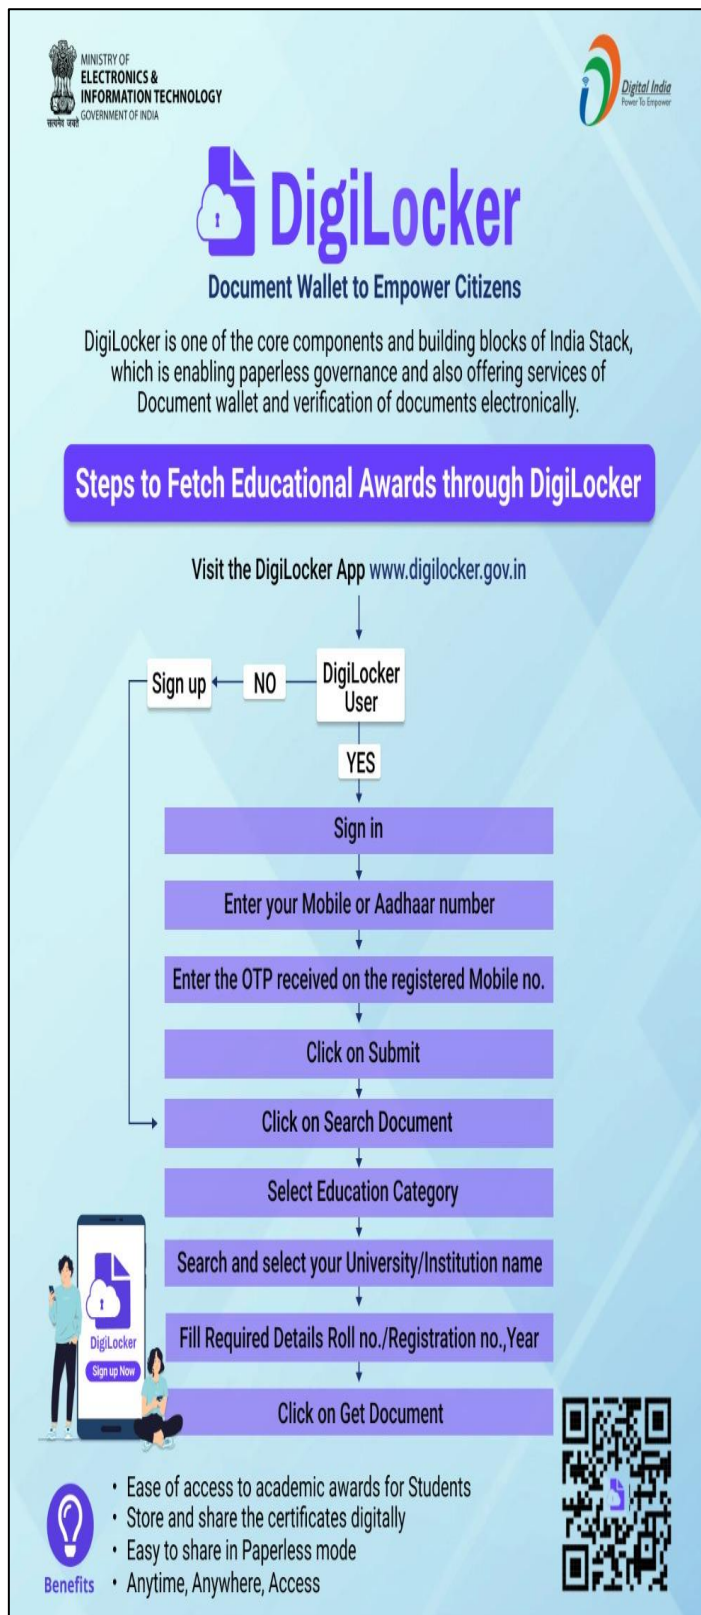 MINISTRY OF
ELECTRONICS &
INFORMATION TECHNOLOGY
GOVERNMENT OF INDIA
सत्यमेव जयते
Digital India
Power To Empower
DigiLocker
Document Wallet to Empower Citizens
DigiLocker is one of the core components and building blocks of India Stack,
which is enabling paperless governance and also offering services of
Document wallet and verification of documents electronically.
Steps to Fetch Educational Awards through DigiLocker
Visit the DigiLocker App www.digilocker.gov.in
Sign up
NO
DigiLocker
User
YES
Sign in
Enter your Mobile or Aadhaar number
Enter the OTP received on the registered Mobile no.
Click on Submit
Click on Search Document
Select Education Category
Search and select your University/Institution name
Fill Required Details Roll no./Registration no.,Year
Click on Get Document
DigiLocker
Sign up Now
Benefits
• Ease of access to academic awards for Students
• Store and share the certificates digitally
• Easy to share in Paperless mode
• Anytime, Anywhere, Access